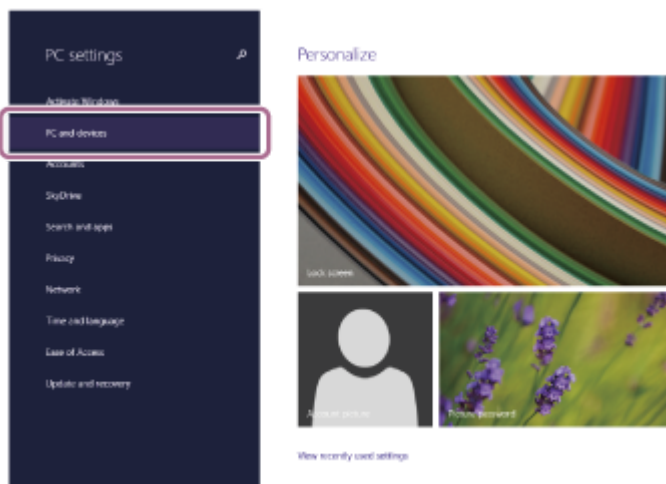 PC settings
Activate Windows
PC and devices
Accounts
SkyDrive
Search and apps
Privacy
Network
Time and language
Ease of Access
Update and recovery
Personalize
Lock screen
Account picture
Picture password
View recently used settings